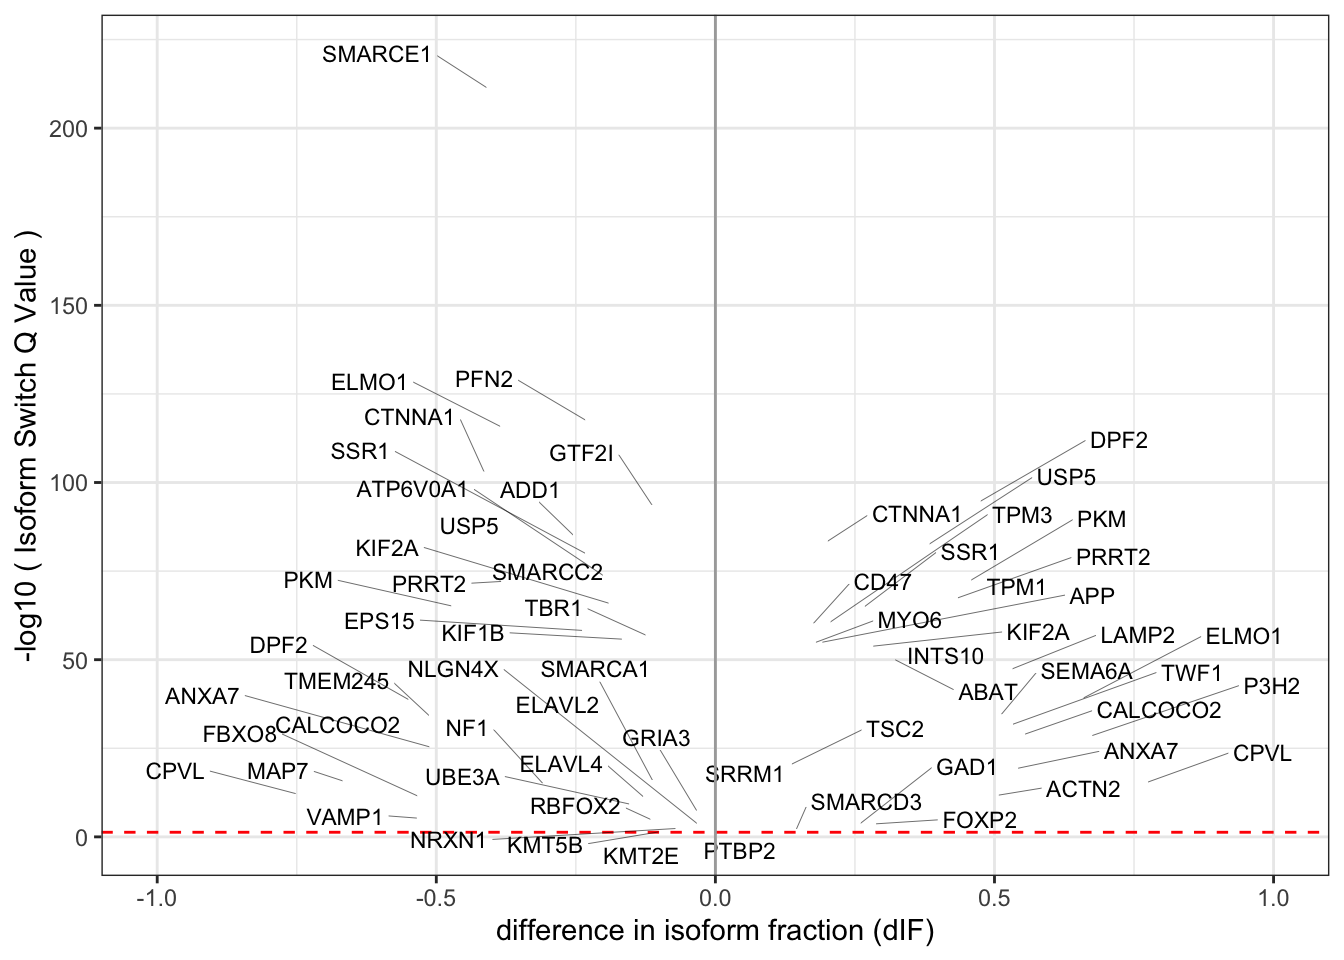 SMARCE1
200
150
ELMO1
PFN2
CTNNA1
SSR1
GTF2I
DPF2
ATP6V0A1
ADD1
USP5
100
USP5
CTNNA1
TPM3
PKM
KIF2A
SSR1
PRRT2
PKM
PRRT2
SMARCC2
CD47
TPM1
APP
TBR1
EPS15
KIF1B
MYO6
KIF2A
LAMP2
ELMO1
DPF2
INTS10
50
NLGN4X
SMARCA1
SEMA6A
TWF1
TMEM245
ABAT
P3H2
ANXA7
ELAVL2
CALCOCO2
FBXO8
CALCOCO2
NF1
GRIA3
TSC2
ANXA7
CPVL
CPVL
MAP7
UBE3A
ELAVL4
SRRM1
GAD1
ACTN2
VAMP1
RBFOX2
SMARCD3
FOXP2
0
NRXN1
KMT5B
KMT2E
PTBP2
-1.0
-0.5
0.0
0.5
1.0
difference in isoform fraction (dIF)
-log10 ( Isoform Switch Q Value )